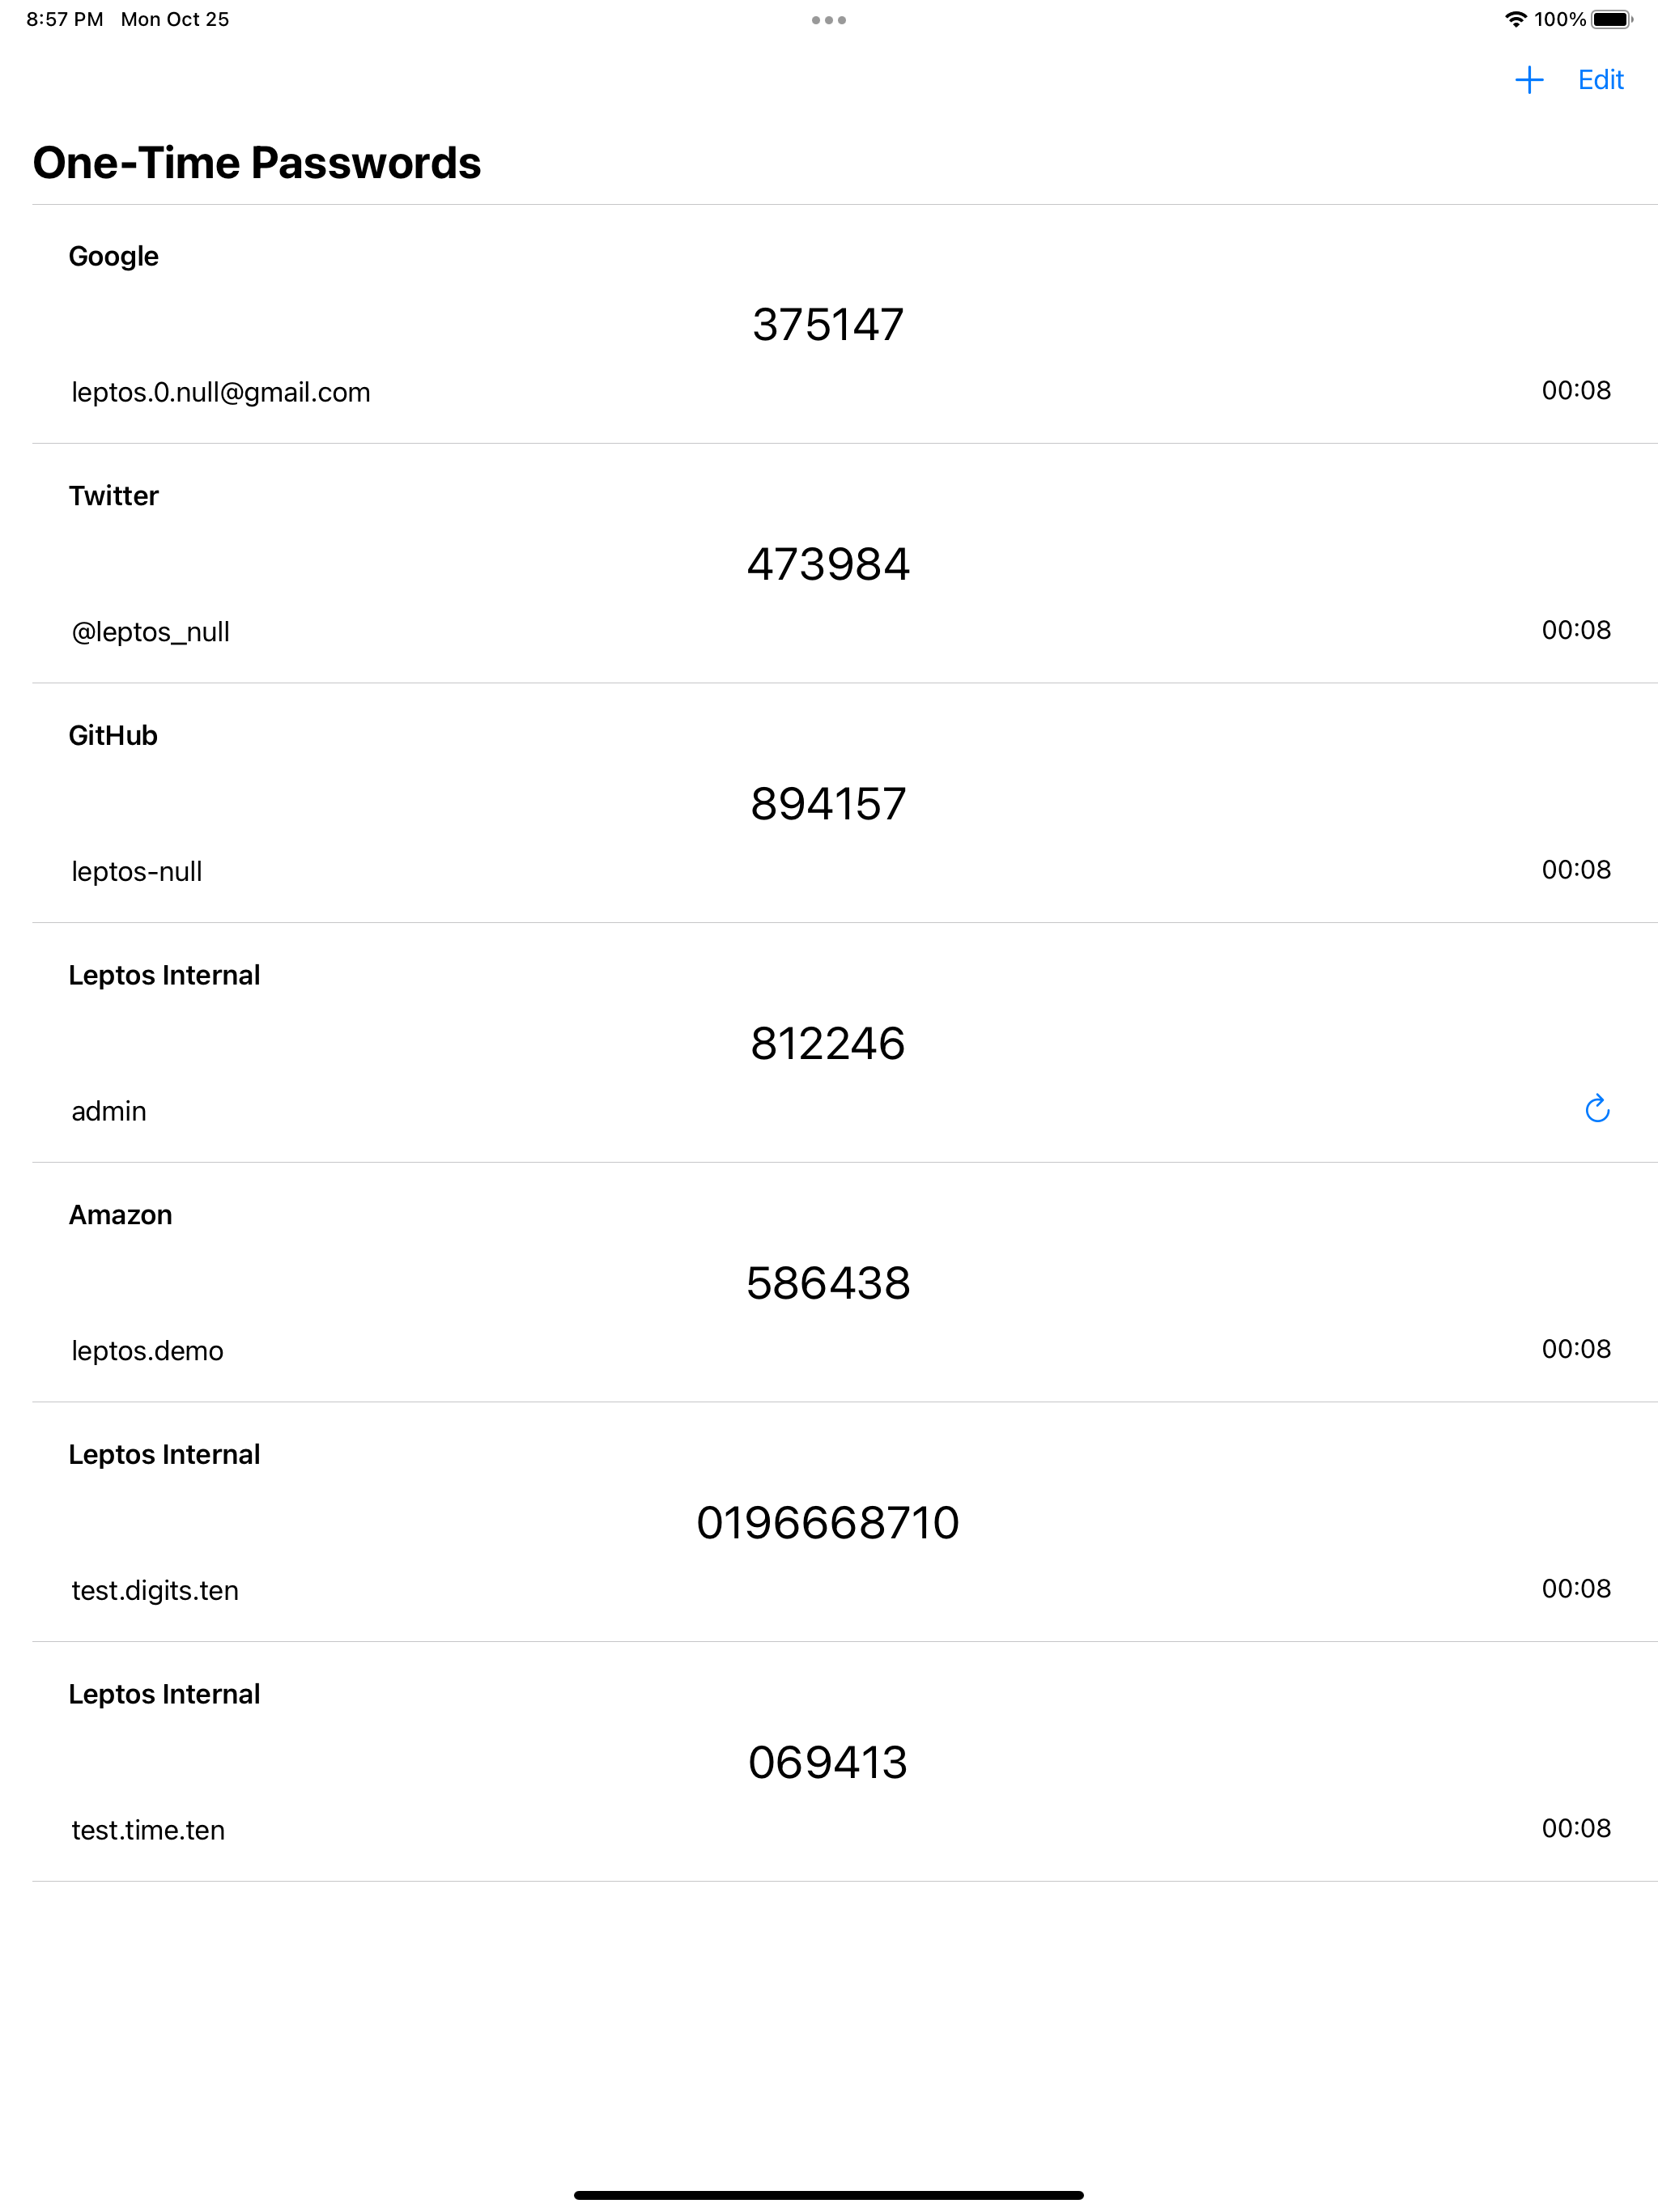 8:57 PM Mon Oct 25
100%
Edit
One-Time Passwords
Google
375147
leptos.0.null@gmail.com
00:08
Twitter
473984
@leptos_null
00:08
GitHub
894157
leptos-null
00:08
Leptos Internal
812246
admin
Amazon
586438
leptos.demo
00:08
Leptos Internal
0196668710
test.digits.ten
00:08
Leptos Internal
069413
test.time.ten
00:08